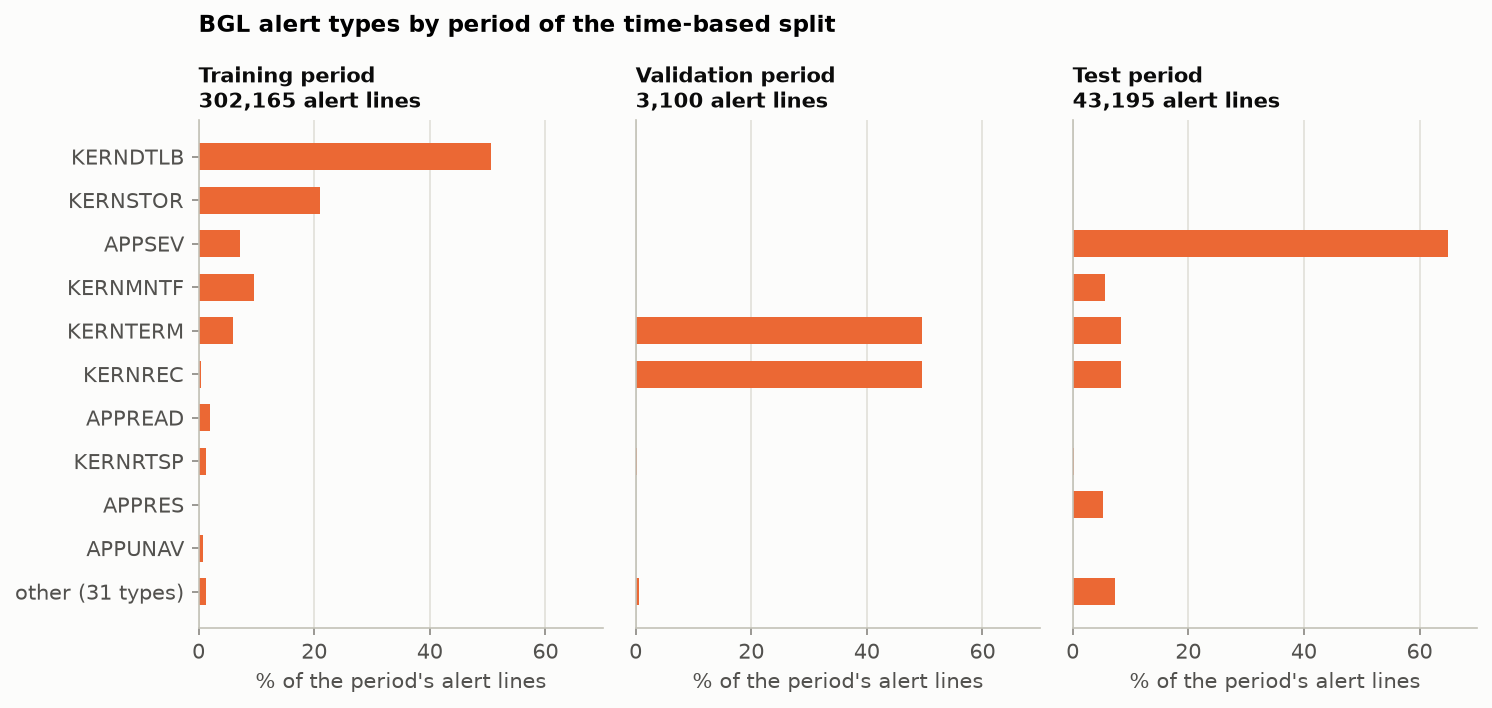 BGL alert types by period of the time-based split
Training period
302,165 alert lines
Validation period
3,100 alert lines
Test period
43,195 alert lines
KERNDTLB
KERNSTOR
APPSEV
KERNMNTF
KERNTERM
KERNREC
APPREAD
KERNRTSP
APPRES
APPUNAV
other (31 types)
0 20 40 60
0 20 40 60
0 20 40 60
% of the period's alert lines
% of the period's alert lines
% of the period's alert lines